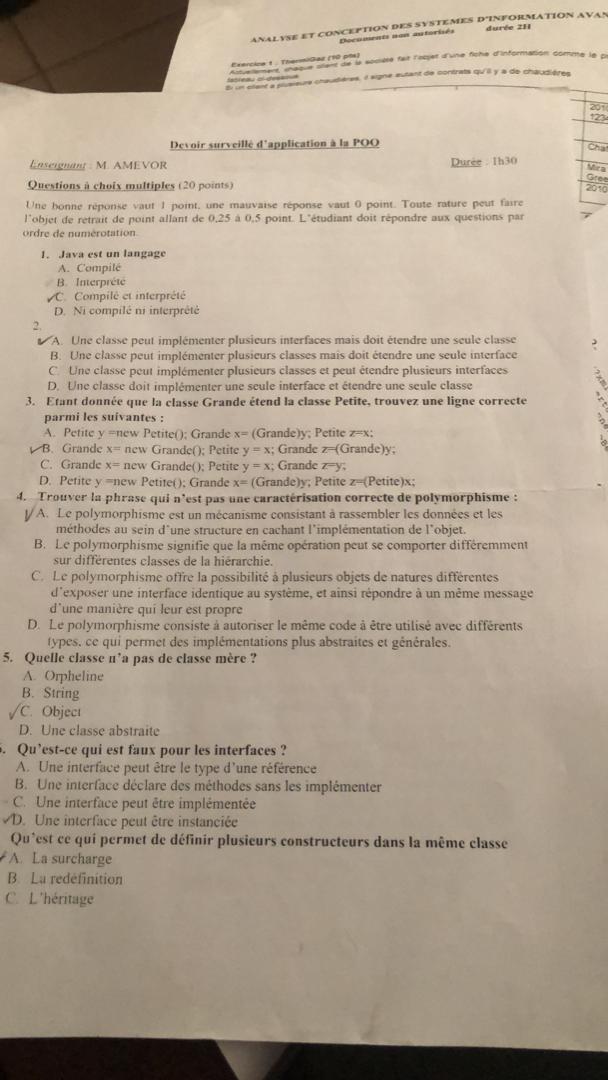 ANALYSE ET CONCEPTION DES SYSTEMES D'INFORMATION AVAN
Documents non autorisés durée 2H
Exercice 1 : ThermiGaz (10 pts)
Actuellement, chaque client de la société fait l'objet d'une fiche d'information comme le p
tableau ci-dessous
Si un client a plusieurs chaudières, il signe autant de contrats qu'il y a de chaudières
2010
1234
Chaf
Mira
Gree
2010
Devoir surveillé d'application à la POO
Enseignant : M. AMEVOR Durée : 1h30
Questions à choix multiples (20 points)
Une bonne réponse vaut 1 point, une mauvaise réponse vaut 0 point. Toute rature peut faire
l'objet de retrait de point allant de 0,25 à 0,5 point. L'étudiant doit répondre aux questions par
ordre de numérotation.
1. Java est un langage
A. Compilé
B. Interprété
C. Compilé et interprété
D. Ni compilé ni interprété
2.
A. Une classe peut implémenter plusieurs interfaces mais doit étendre une seule classe
B. Une classe peut implémenter plusieurs classes mais doit étendre une seule interface
C. Une classe peut implémenter plusieurs classes et peut étendre plusieurs interfaces
D. Une classe doit implémenter une seule interface et étendre une seule classe
3. Etant donnée que la classe Grande étend la classe Petite, trouvez une ligne correcte
parmi les suivantes :
A. Petite y =new Petite(); Grande x= (Grande)y; Petite z=x;
B. Grande x= new Grande(); Petite y = x; Grande z=(Grande)y;
C. Grande x= new Grande(); Petite y = x; Grande z=y;
D. Petite y =new Petite(); Grande x= (Grande)y; Petite z=(Petite)x;
4. Trouver la phrase qui n'est pas une caractérisation correcte de polymorphisme :
A. Le polymorphisme est un mécanisme consistant à rassembler les données et les
méthodes au sein d'une structure en cachant l'implémentation de l'objet.
B. Le polymorphisme signifie que la même opération peut se comporter différemment
sur différentes classes de la hiérarchie.
C. Le polymorphisme offre la possibilité à plusieurs objets de natures différentes
d'exposer une interface identique au système, et ainsi répondre à un même message
d'une manière qui leur est propre
D. Le polymorphisme consiste à autoriser le même code à être utilisé avec différents
types, ce qui permet des implémentations plus abstraites et générales.
5. Quelle classe n'a pas de classe mère ?
A. Orpheline
B. String
C. Object
D. Une classe abstraite
6. Qu'est-ce qui est faux pour les interfaces ?
A. Une interface peut être le type d'une référence
B. Une interface déclare des méthodes sans les implémenter
C. Une interface peut être implémentée
D. Une interface peut être instanciée
Qu'est ce qui permet de définir plusieurs constructeurs dans la même classe
A. La surcharge
B. La redéfinition
C. L'héritage